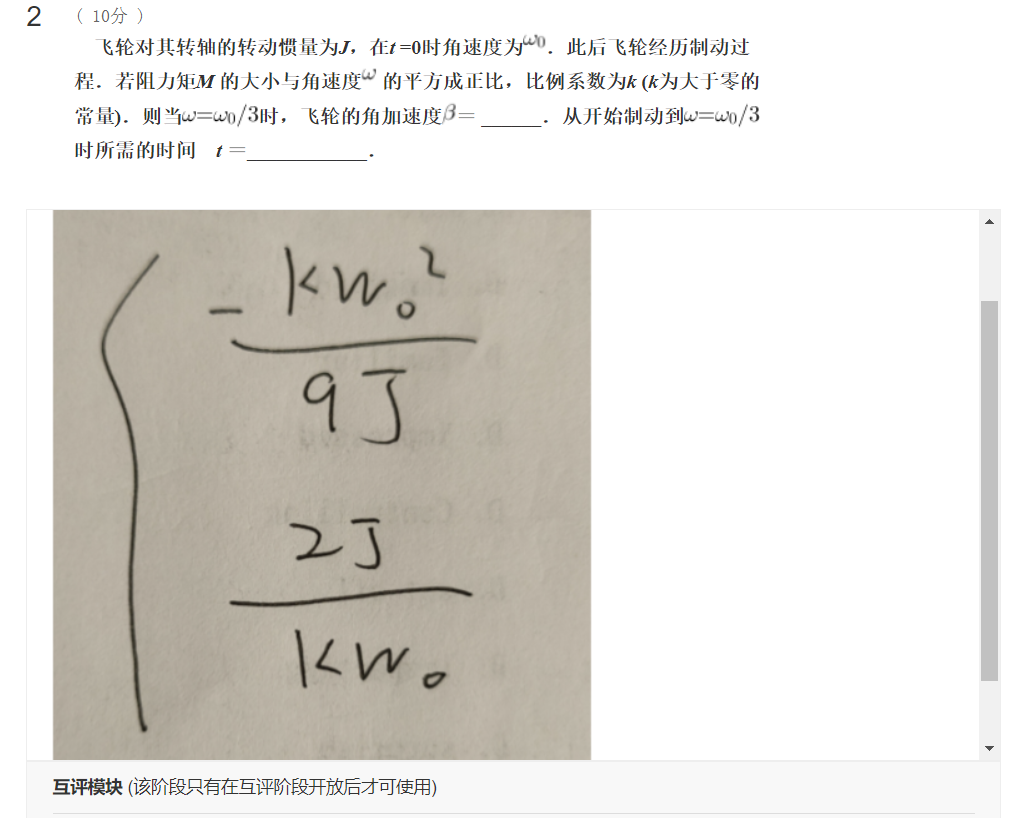 2 ( 10分 )
飞轮对其转轴的转动惯量为J，在t =0时角速度为ω₀．此后飞轮经历制动过
程．若阻力矩M 的大小与角速度ω 的平方成正比，比例系数为k (k为大于零的
常量)．则当ω=ω₀/3时，飞轮的角加速度β= ______．从开始制动到ω=ω₀/3
时所需的时间 t =____________．
-
kw₀²
9J
2J
kw₀
互评模块 (该阶段只有在互评阶段开放后才可使用)